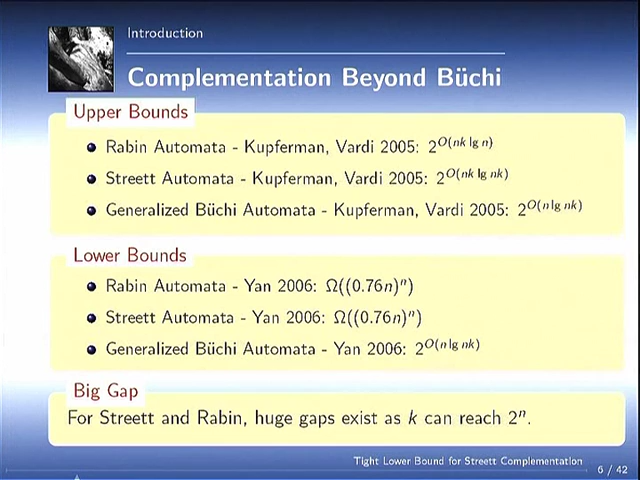 Introduction
Complementation Beyond Büchi
Upper Bounds
Rabin Automata - Kupferman, Vardi 2005: 2^{O(nk lg n)}
Streett Automata - Kupferman, Vardi 2005: 2^{O(nk lg nk)}
Generalized Büchi Automata - Kupferman, Vardi 2005: 2^{O(n lg nk)}
Lower Bounds
Rabin Automata - Yan 2006: Ω((0.76n)^n)
Streett Automata - Yan 2006: Ω((0.76n)^n)
Generalized Büchi Automata - Yan 2006: 2^{O(n lg nk)}
Big Gap
For Streett and Rabin, huge gaps exist as k can reach 2^n.
Tight Lower Bound for Streett Complementation
6 / 42